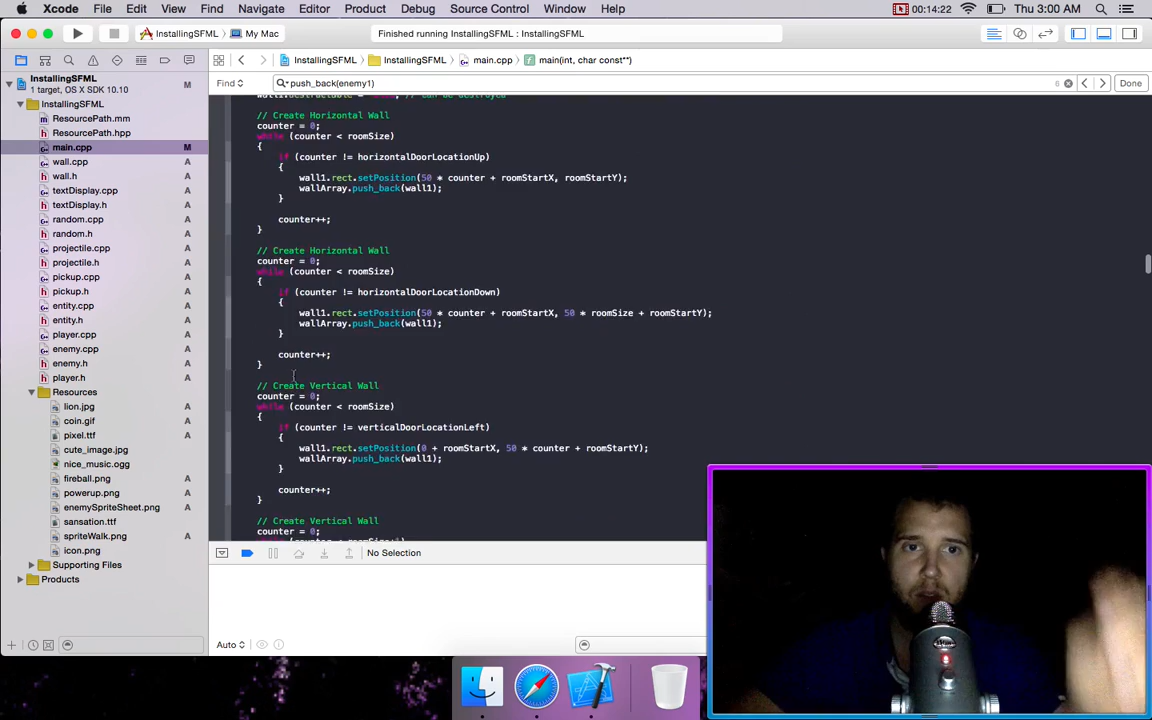 Xcode File Edit View Find Navigate Editor Product Debug Source Control Window Help 00:14:22 Thu 3:00 AM
InstallingSFML My Mac Finished running InstallingSFML : InstallingSFML
InstallingSFML InstallingSFML main.cpp main(int, char const**)
Find push_back(enemy1) 6 Done
InstallingSFML M
1 target, OS X SDK 10.10
InstallingSFML
ResourcePath.mm
ResourcePath.hpp
main.cpp M
wall.cpp A
wall.h A
textDisplay.cpp A
textDisplay.h A
random.cpp A
random.h A
projectile.cpp A
projectile.h A
pickup.cpp A
pickup.h A
entity.cpp A
entity.h A
player.cpp A
enemy.cpp A
enemy.h A
player.h A
Resources
lion.jpg A
coin.gif A
pixel.ttf A
cute_image.jpg
nice_music.ogg
fireball.png A
powerup.png A
enemySpriteSheet.png A
sansation.ttf
spriteWalk.png A
icon.png
Supporting Files
Products
// Create Horizontal Wall
counter = 0;
while (counter < roomSize)
{
if (counter != horizontalDoorLocationUp)
{
wall1.rect.setPosition(50 * counter + roomStartX, roomStartY);
wallArray.push_back(wall1);
}
counter++;
}
// Create Horizontal Wall
counter = 0;
while (counter < roomSize)
{
if (counter != horizontalDoorLocationDown)
{
wall1.rect.setPosition(50 * counter + roomStartX, 50 * roomSize + roomStartY);
wallArray.push_back(wall1);
}
counter++;
}
// Create Vertical Wall
counter = 0;
while (counter < roomSize)
{
if (counter != verticalDoorLocationLeft)
{
wall1.rect.setPosition(0 + roomStartX, 50 * counter + roomStartY);
wallArray.push_back(wall1);
}
counter++;
}
// Create Vertical Wall
counter = 0;
No Selection
Auto